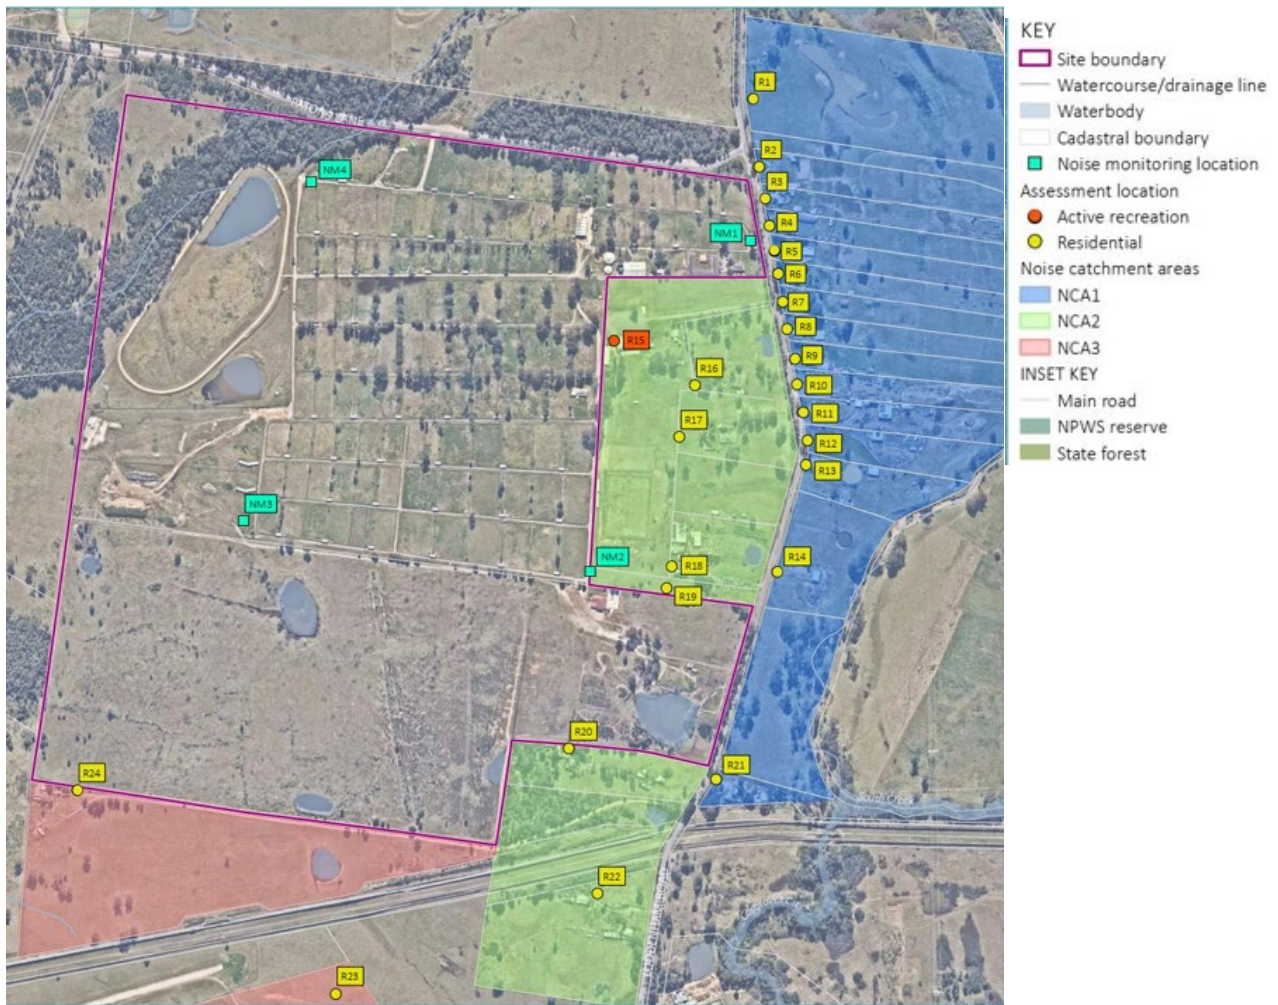 R1
R2
R3
NM4
R4
NM1
R5
R6
R7
R8
R15
R9
R16
R10
R17
R11
R12
R13
NM3
NM2
R14
R18
R19
R20
R21
R24
R22
R23
KEY
Site boundary
Watercourse/drainage line
Waterbody
Cadastral boundary
Noise monitoring location
Assessment location
Active recreation
Residential
Noise catchment areas
NCA1
NCA2
NCA3
INSET KEY
Main road
NPWS reserve
State forest